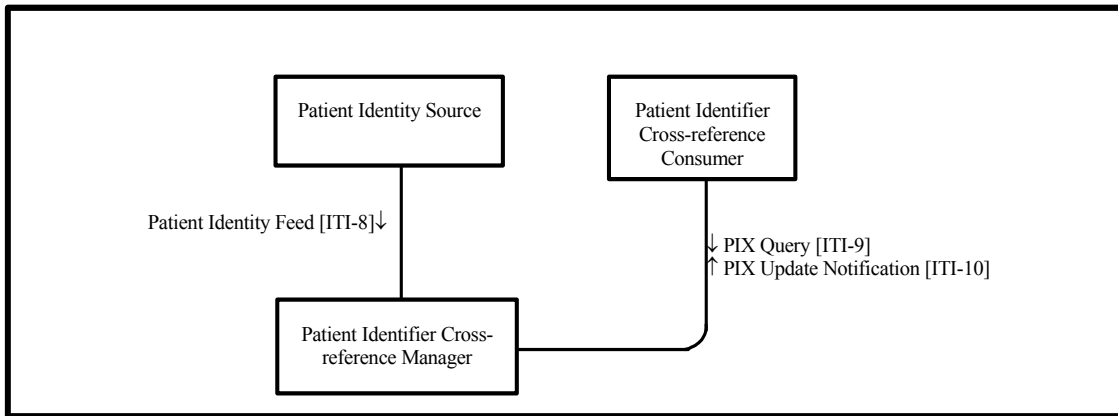 Patient Identity Source
Patient Identifier
Cross-reference
Consumer
Patient Identity Feed [ITI-8]↓
↓ PIX Query [ITI-9]
↑ PIX Update Notification [ITI-10]
Patient Identifier Cross-
reference Manager